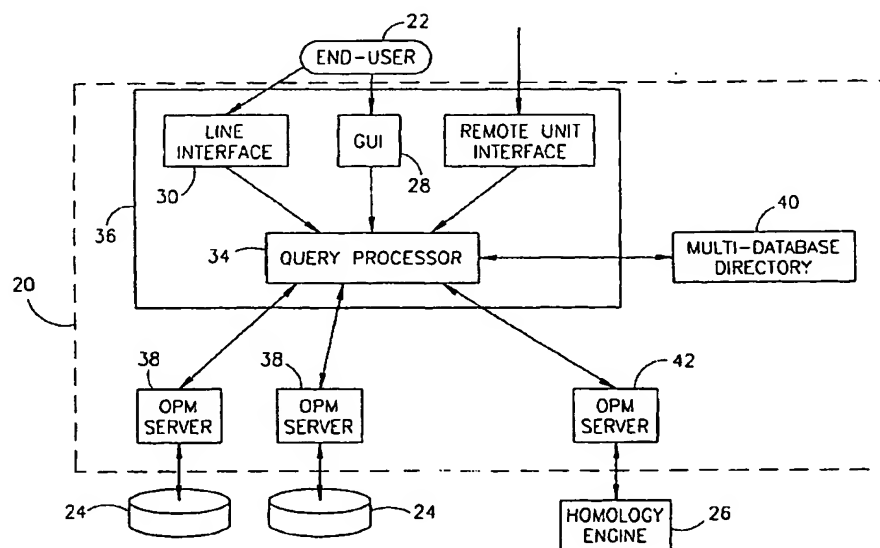 22
END-USER
LINE
INTERFACE
30
GUI
28
REMOTE UNIT
INTERFACE
36
34
QUERY PROCESSOR
40
MULTI-DATABASE
DIRECTORY
20
38
OPM
SERVER
38
OPM
SERVER
42
OPM
SERVER
24
24
HOMOLOGY
ENGINE
26